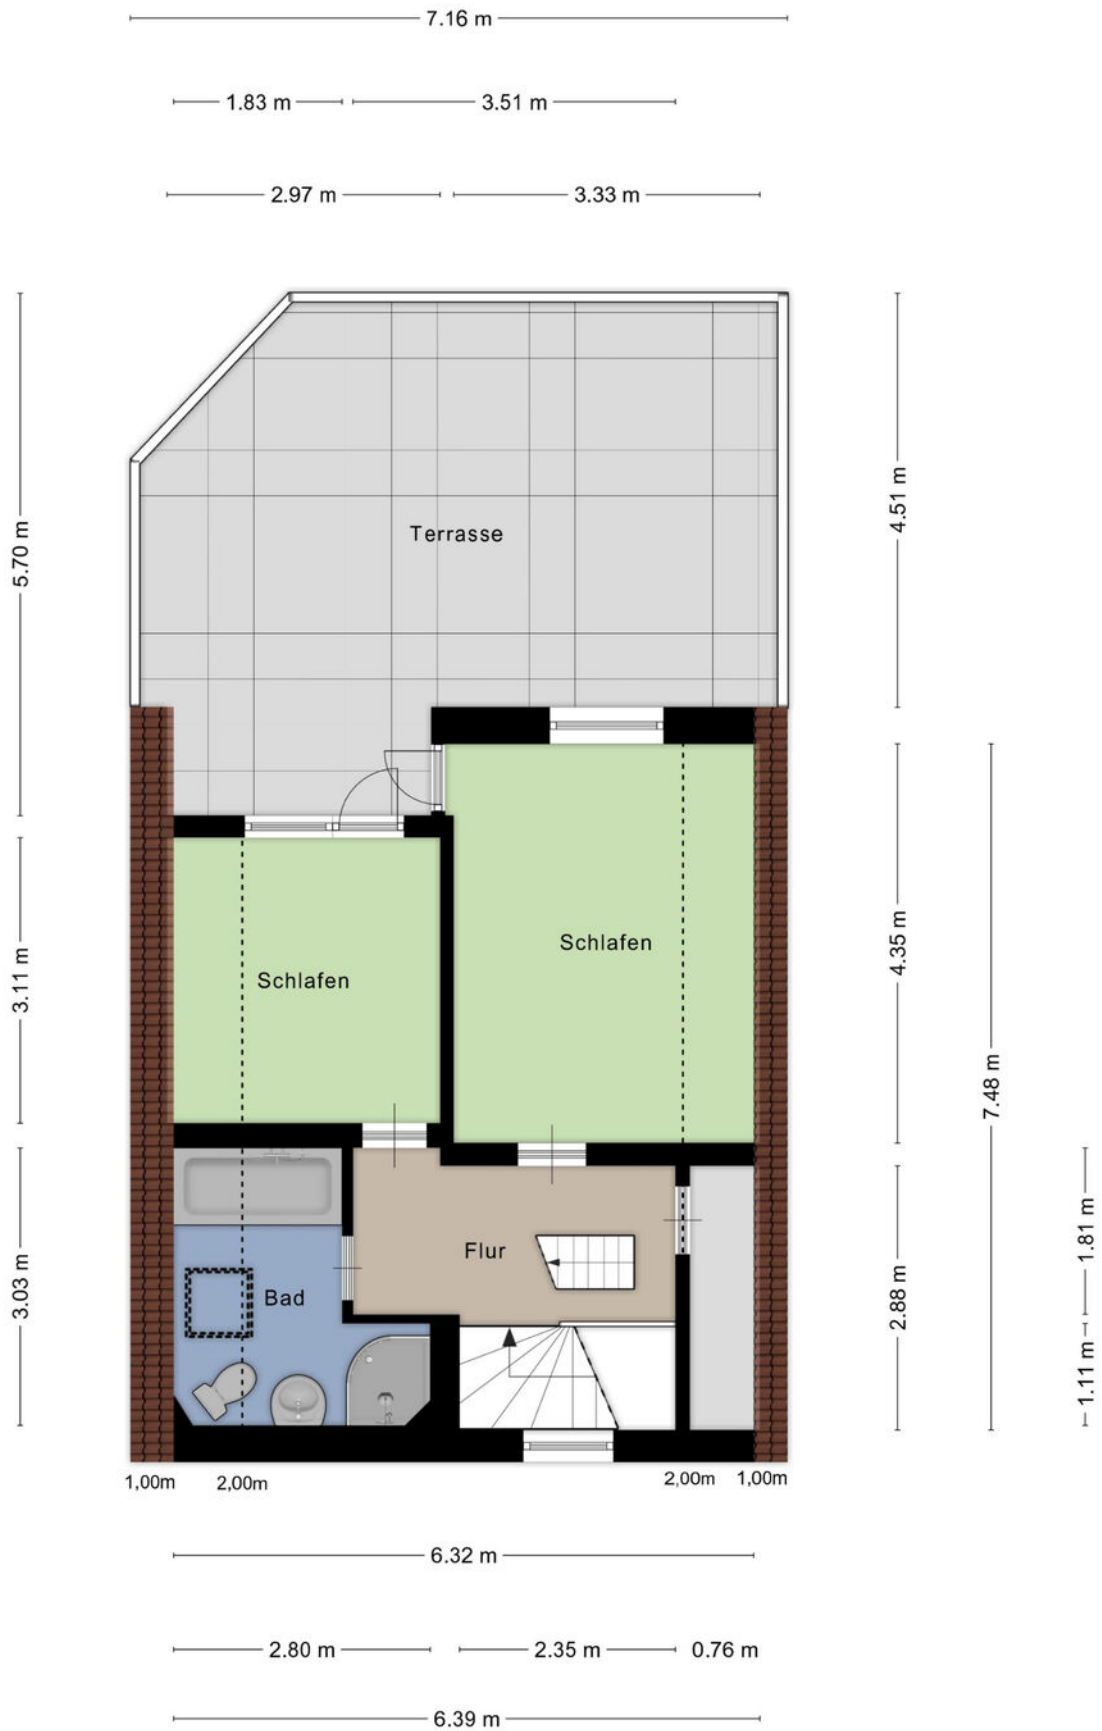 7.16 m
1.83 m
3.51 m
2.97 m
3.33 m
5.70 m
4.51 m
Terrasse
4.35 m
Schlafen
Schlafen
3.11 m
7.48 m
1.81 m
Flur
3.03 m
Bad
2.88 m
1.11 m
1,00m 2,00m 2,00m 1,00m
6.32 m
2.80 m
2.35 m
0.76 m
6.39 m